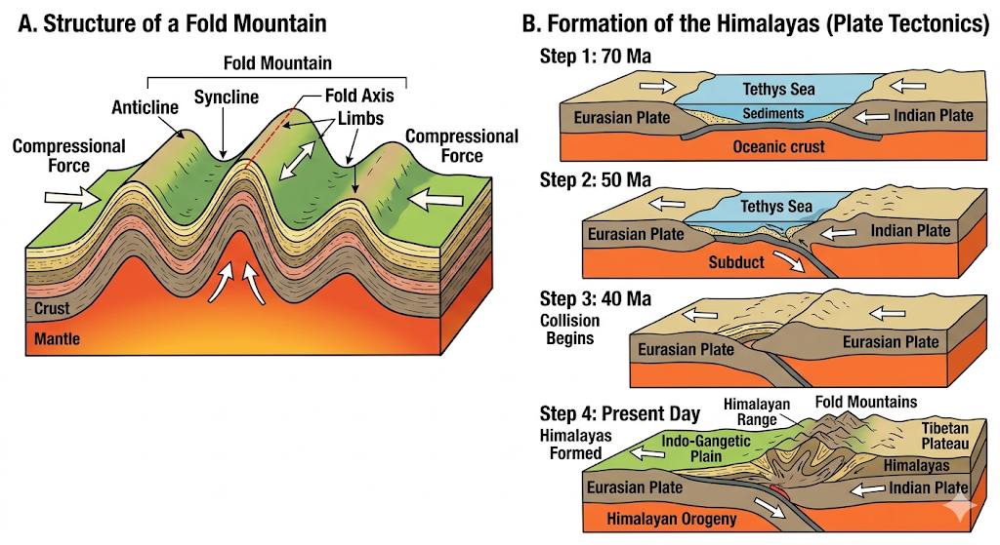 A. Structure of a Fold Mountain
Fold Mountain
Anticline
Syncline
Fold Axis
Limbs
Compressional
Force
Compressional
Force
Crust
Mantle
B. Formation of the Himalayas (Plate Tectonics)
Step 1: 70 Ma
Tethys Sea
Sediments
Eurasian Plate
Indian Plate
Oceanic crust
Step 2: 50 Ma
Tethys Sea
Eurasian Plate
Indian Plate
Subduct
Step 3: 40 Ma
Collision
Begins
Eurasian Plate
Eurasian Plate
Step 4: Present Day
Himalayas
Formed
Himalayan
Range
Fold Mountains
Indo-Gangetic
Plain
Tibetan
Plateau
Himalayas
Eurasian Plate
Indian Plate
Himalayan Orogeny